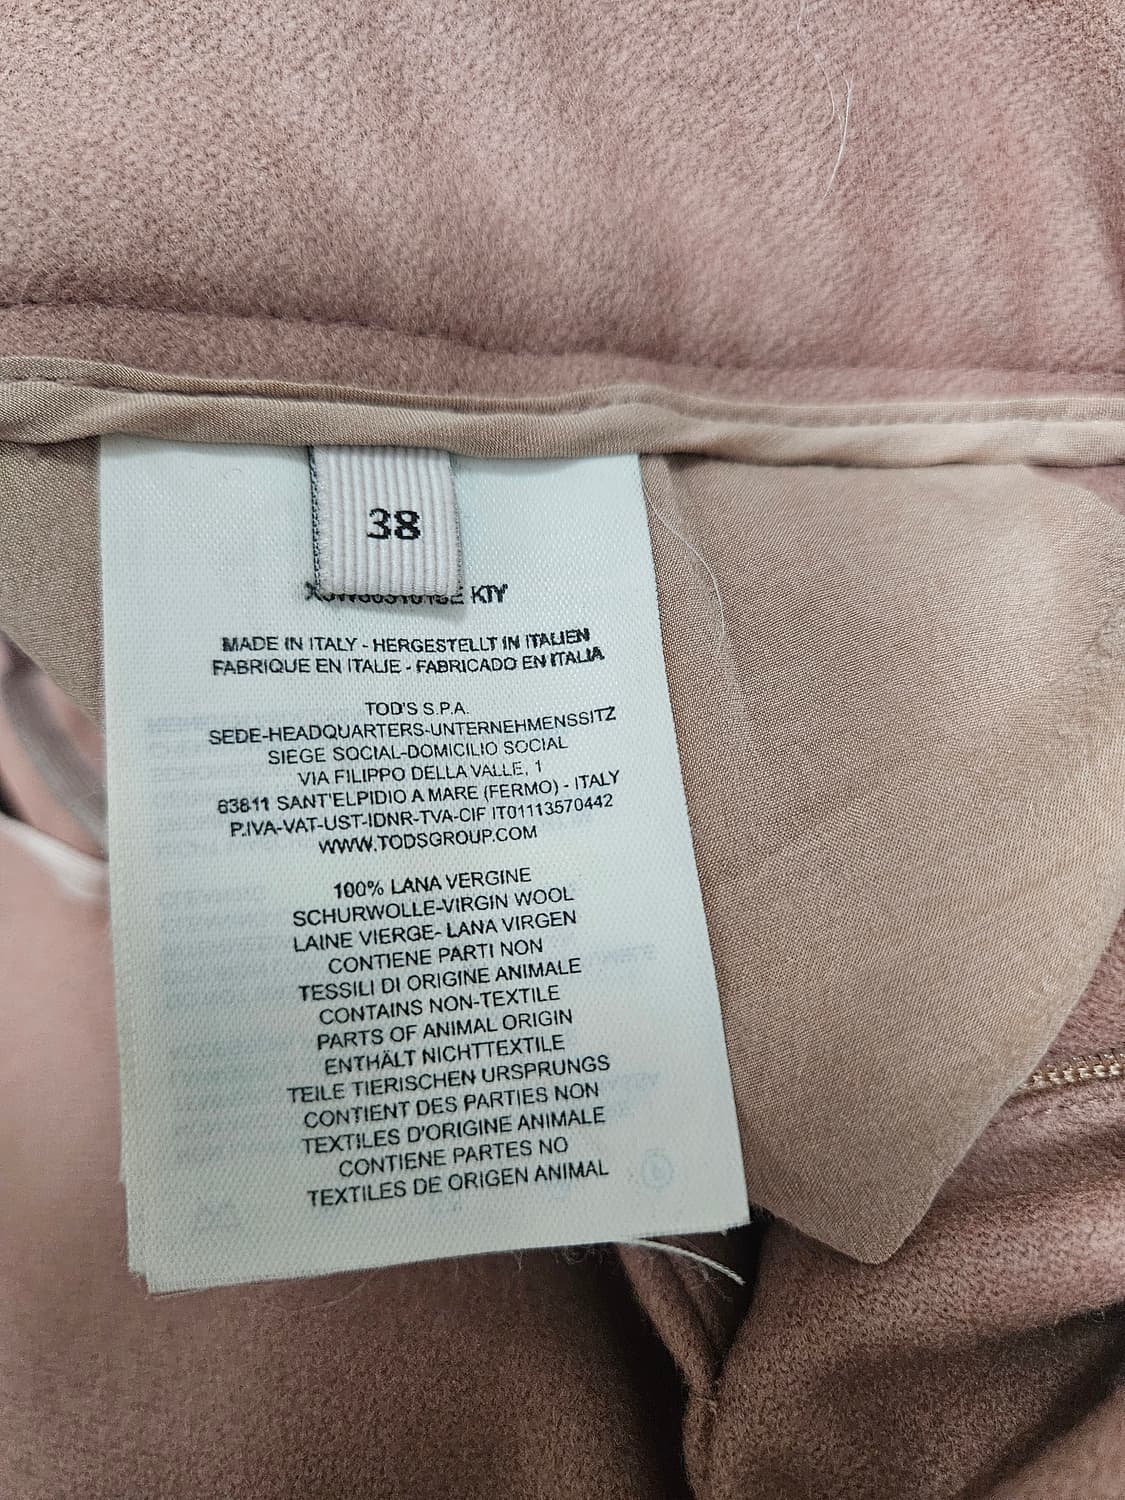 38
KTY
MADE IN ITALY - HERGESTELLT IN ITALIEN
FABRIQUE EN ITALIE - FABRICADO EN ITALIA
TOD'S S.P.A.
SEDE-HEADQUARTERS-UNTERNEHMENSSITZ
SIEGE SOCIAL-DOMICILIO SOCIAL
VIA FILIPPO DELLA VALLE, 1
63811 SANT'ELPIDIO A MARE (FERMO) - ITALY
P.IVA-VAT-UST-IDNR-TVA-CIF IT01113570442
WWW.TODSGROUP.COM
100% LANA VERGINE
SCHURWOLLE-VIRGIN WOOL
LAINE VIERGE- LANA VIRGEN
CONTIENE PARTI NON
TESSILI DI ORIGINE ANIMALE
CONTAINS NON-TEXTILE
PARTS OF ANIMAL ORIGIN
ENTHÄLT NICHTTEXTILE
TEILE TIERISCHEN URSPRUNGS
CONTIENT DES PARTIES NON
TEXTILES D'ORIGINE ANIMALE
CONTIENE PARTES NO
TEXTILES DE ORIGEN ANIMAL